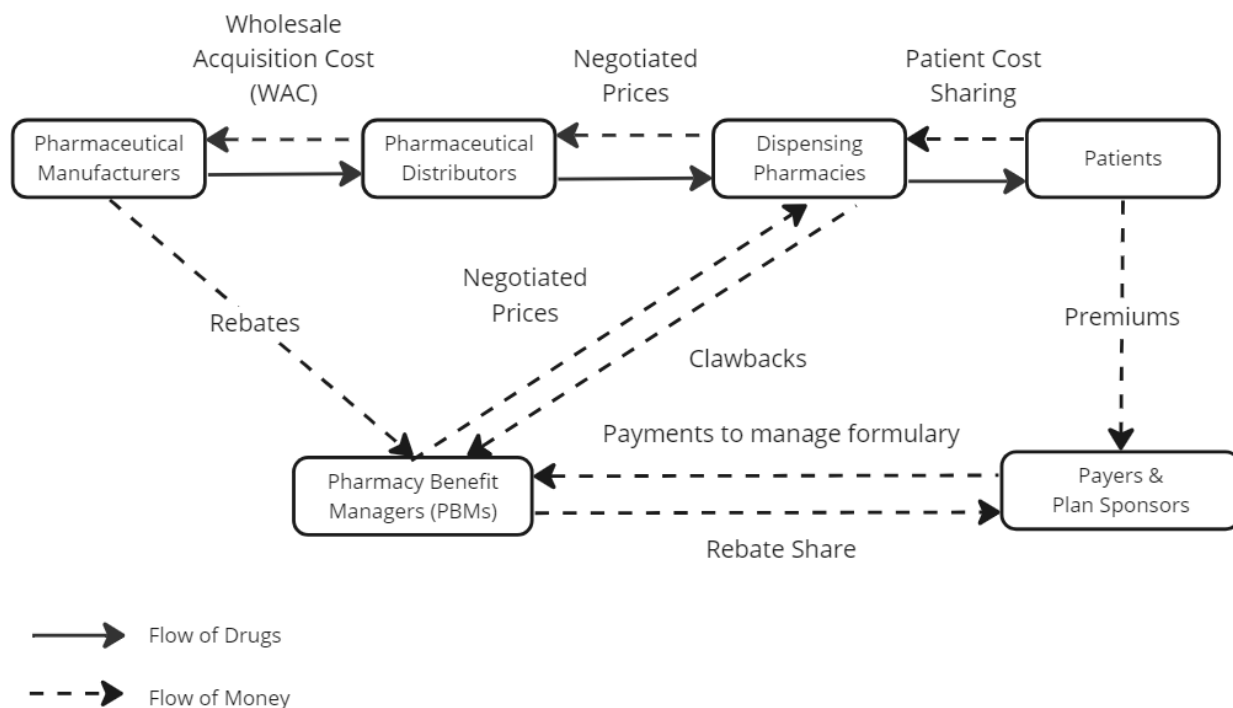 Wholesale
Acquisition Cost
(WAC)
Negotiated
Prices
Patient Cost
Sharing
Pharmaceutical
Manufacturers
Pharmaceutical
Distributors
Dispensing
Pharmacies
Patients
Negotiated
Prices
Rebates
Premiums
Clawbacks
Payments to manage formulary
Pharmacy Benefit
Managers (PBMs)
Payers &
Plan Sponsors
Rebate Share
Flow of Drugs
Flow of Money